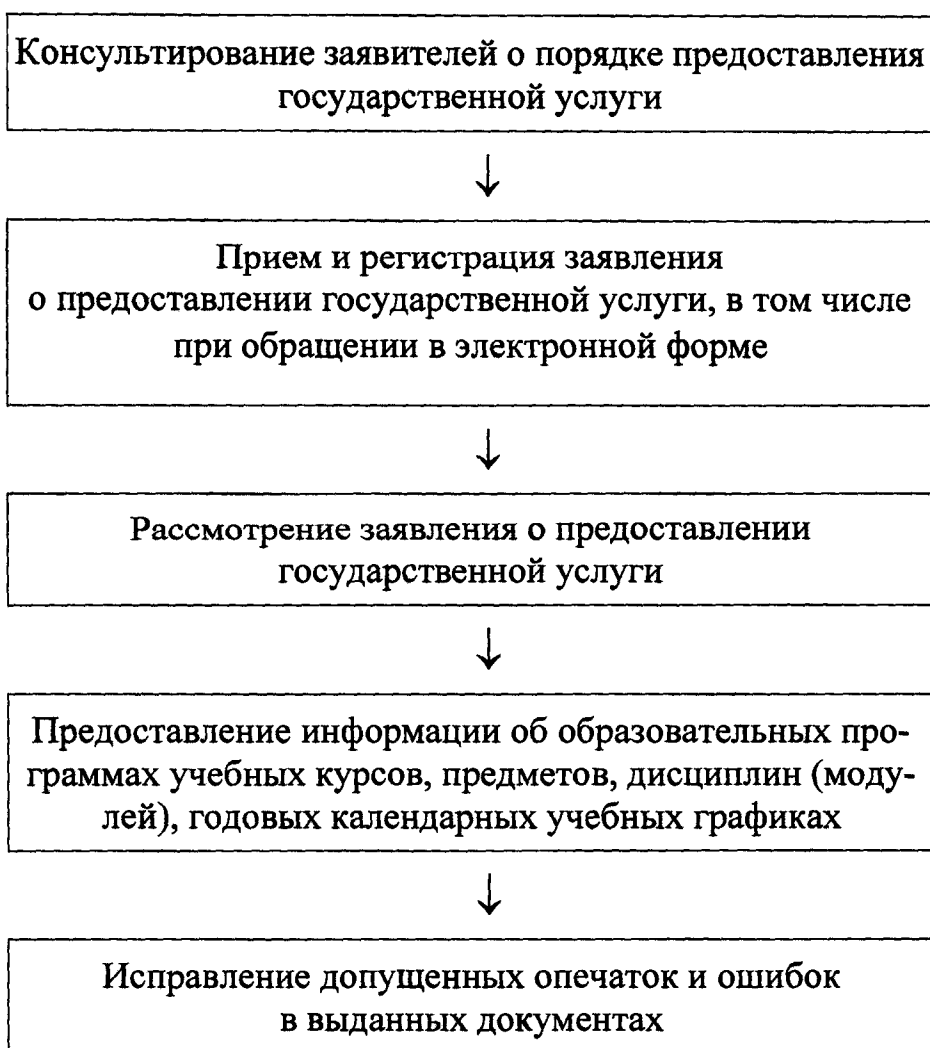 Консультирование заявителей о порядке предоставления
государственной услуги
Прием и регистрация заявления
о предоставлении государственной услуги, в том числе
при обращении в электронной форме
Рассмотрение заявления о предоставлении
государственной услуги
Предоставление информации об образовательных про-
граммах учебных курсов, предметов, дисциплин (моду-
лей), годовых календарных учебных графиках
Исправление допущенных опечаток и ошибок
в выданных документах